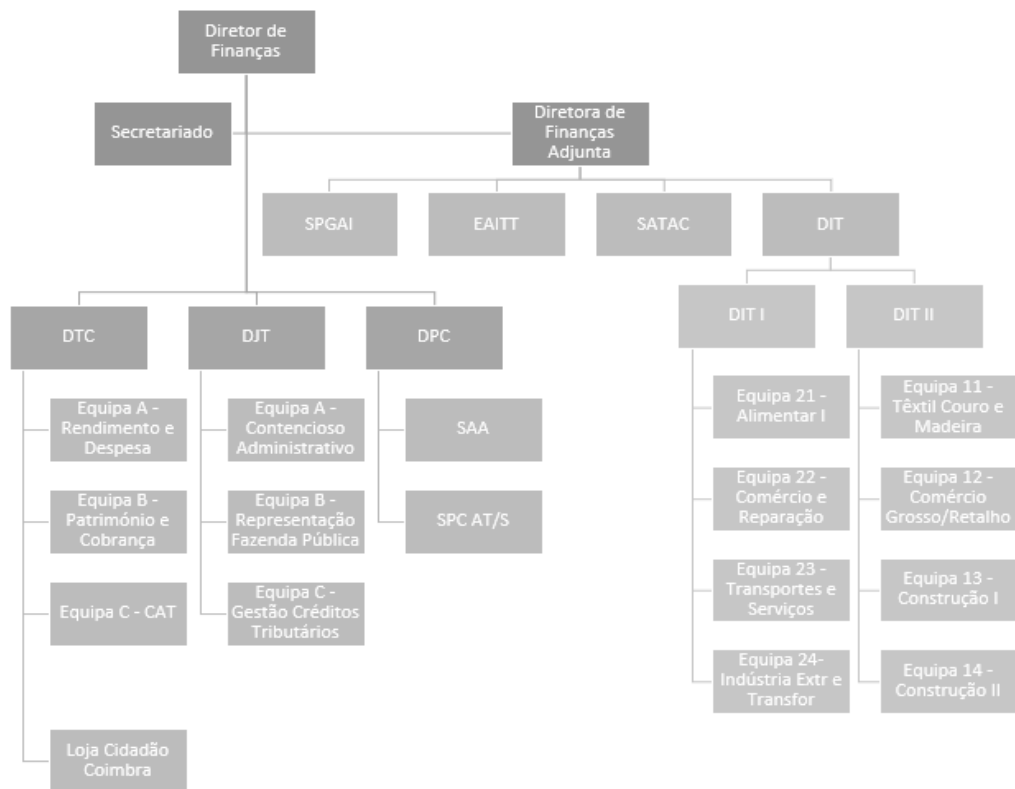 Diretor de
Finanças
Secretariado
Diretora de
Finanças
Adjunta
SPGAI
EAITT
SATAC
DIT
DIT I
DIT II
DTC
DJT
DPC
Equipa A -
Rendimento e
Despesa
Equipa B -
Património e
Cobrança
Equipa C - CAT
Loja Cidadão
Coimbra
Equipa A -
Contencioso
Administrativo
Equipa B -
Representação
Fazenda Pública
Equipa C -
Gestão Créditos
Tributários
SAA
SPC AT/S
Equipa 21 -
Alimentar I
Equipa 22 -
Comércio e
Reparação
Equipa 23 -
Transportes e
Serviços
Equipa 24-
Indústria Extr e
Transfor
Equipa 11 -
Têxtil Couro e
Madeira
Equipa 12 -
Comércio
Grosso/Retalho
Equipa 13 -
Construção I
Equipa 14 -
Construção II